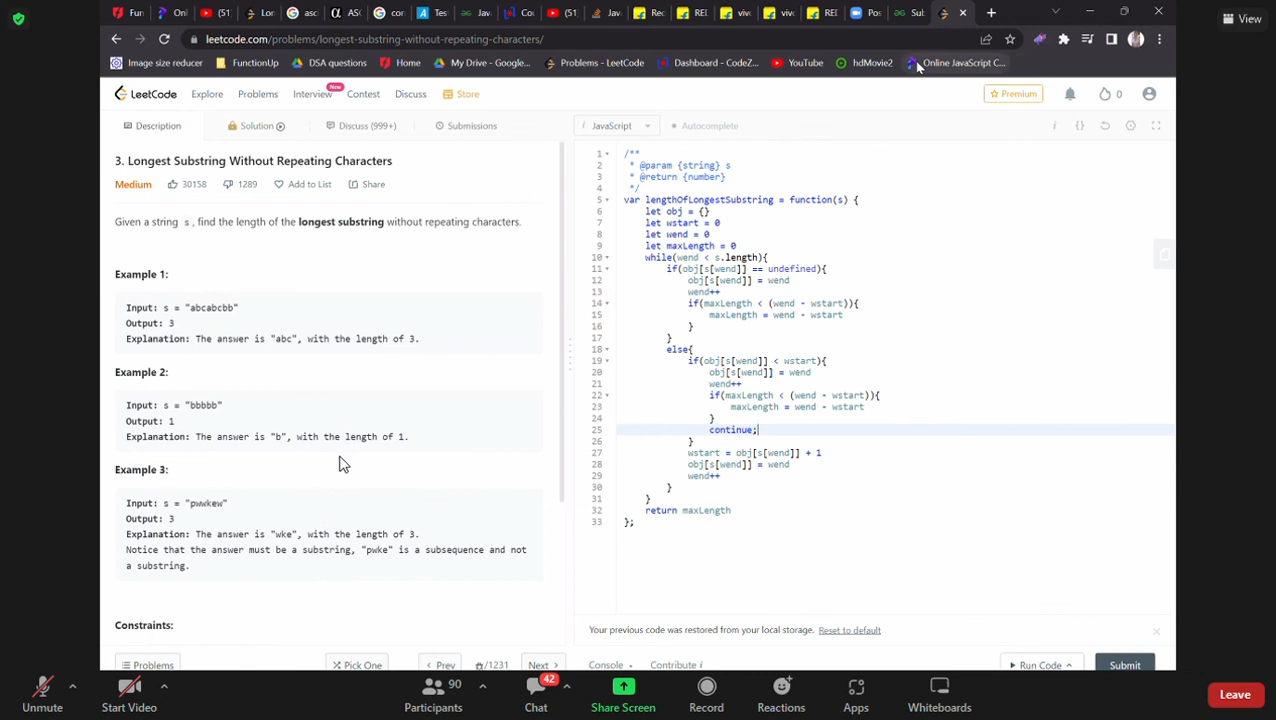 View
Fur
Onl
(51
Lor
asc
ASC
cor
Tes
Jav
Co
(51
Jav
Rec
RE
vive
vive
RE
Pos
Sub
leetcode.com/problems/longest-substring-without-repeating-characters/
Image size reducer
FunctionUp
DSA questions
Home
My Drive - Google...
Problems - LeetCode
Dashboard - CodeZ...
YouTube
hdMovie2
Online JavaScript C...
LeetCode
Explore
Problems
Interview
New
Contest
Discuss
Store
Premium
0
Description
Solution
Discuss (999+)
Submissions
i JavaScript
Autocomplete
3. Longest Substring Without Repeating Characters
Medium
30158
1289
Add to List
Share
Given a string s, find the length of the longest substring without repeating characters.
Example 1:
Input: s = "abcabcbb"
Output: 3
Explanation: The answer is "abc", with the length of 3.
Example 2:
Input: s = "bbbbb"
Output: 1
Explanation: The answer is "b", with the length of 1.
Example 3:
Input: s = "pwwkew"
Output: 3
Explanation: The answer is "wke", with the length of 3.
Notice that the answer must be a substring, "pwke" is a subsequence and not
a substring.
Constraints:
1 /**
2 * @param {string} s
3 * @return {number}
4 */
5 var lengthOfLongestSubstring = function(s) {
6 let obj = {}
7 let wstart = 0
8 let wend = 0
9 let maxLength = 0
10 while(wend < s.length){
11 if(obj[s[wend]] == undefined){
12 obj[s[wend]] = wend
13 wend++
14 if(maxLength < (wend - wstart)){
15 maxLength = wend - wstart
16 }
17 }
18 else{
19 if(obj[s[wend]] < wstart){
20 obj[s[wend]] = wend
21 wend++
22 if(maxLength < (wend - wstart)){
23 maxLength = wend - wstart
24 }
25 continue;
26 }
27 wstart = obj[s[wend]] + 1
28 obj[s[wend]] = wend
29 wend++
30 }
31 }
32 return maxLength
33 };
Your previous code was restored from your local storage. Reset to default
Problems
Pick One
Prev
/1231
Next
Console
Contribute i
Run Code
Submit
Unmute
Start Video
90
Participants
42
Chat
Share Screen
Record
Reactions
Apps
Whiteboards
Leave